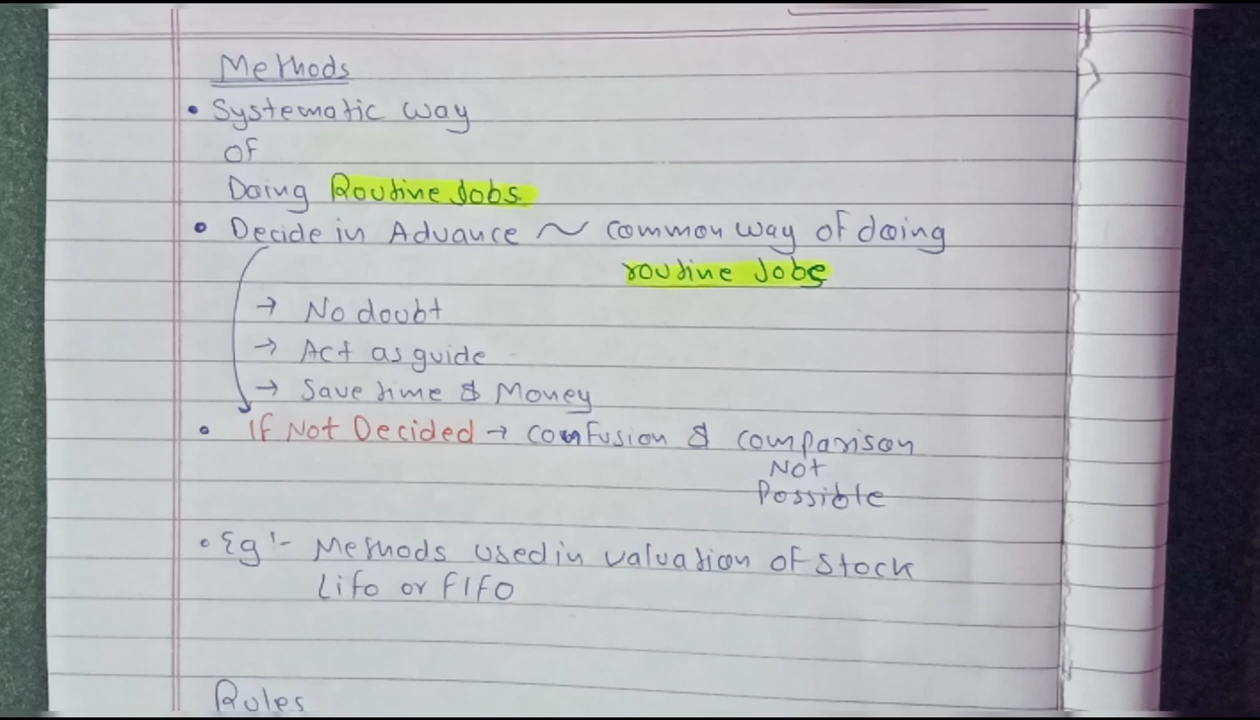 Methods
• Systematic way
of
Doing Routine Jobs.
• Decide in Advance ~ common way of doing
routine Jobs
→ No doubt
→ Act as guide
→ Save time & Money
• If Not Decided → confusion & comparison
Not
Possible
• Eg:- Methods used in valuation of stock
Lifo or FIFO
Rules